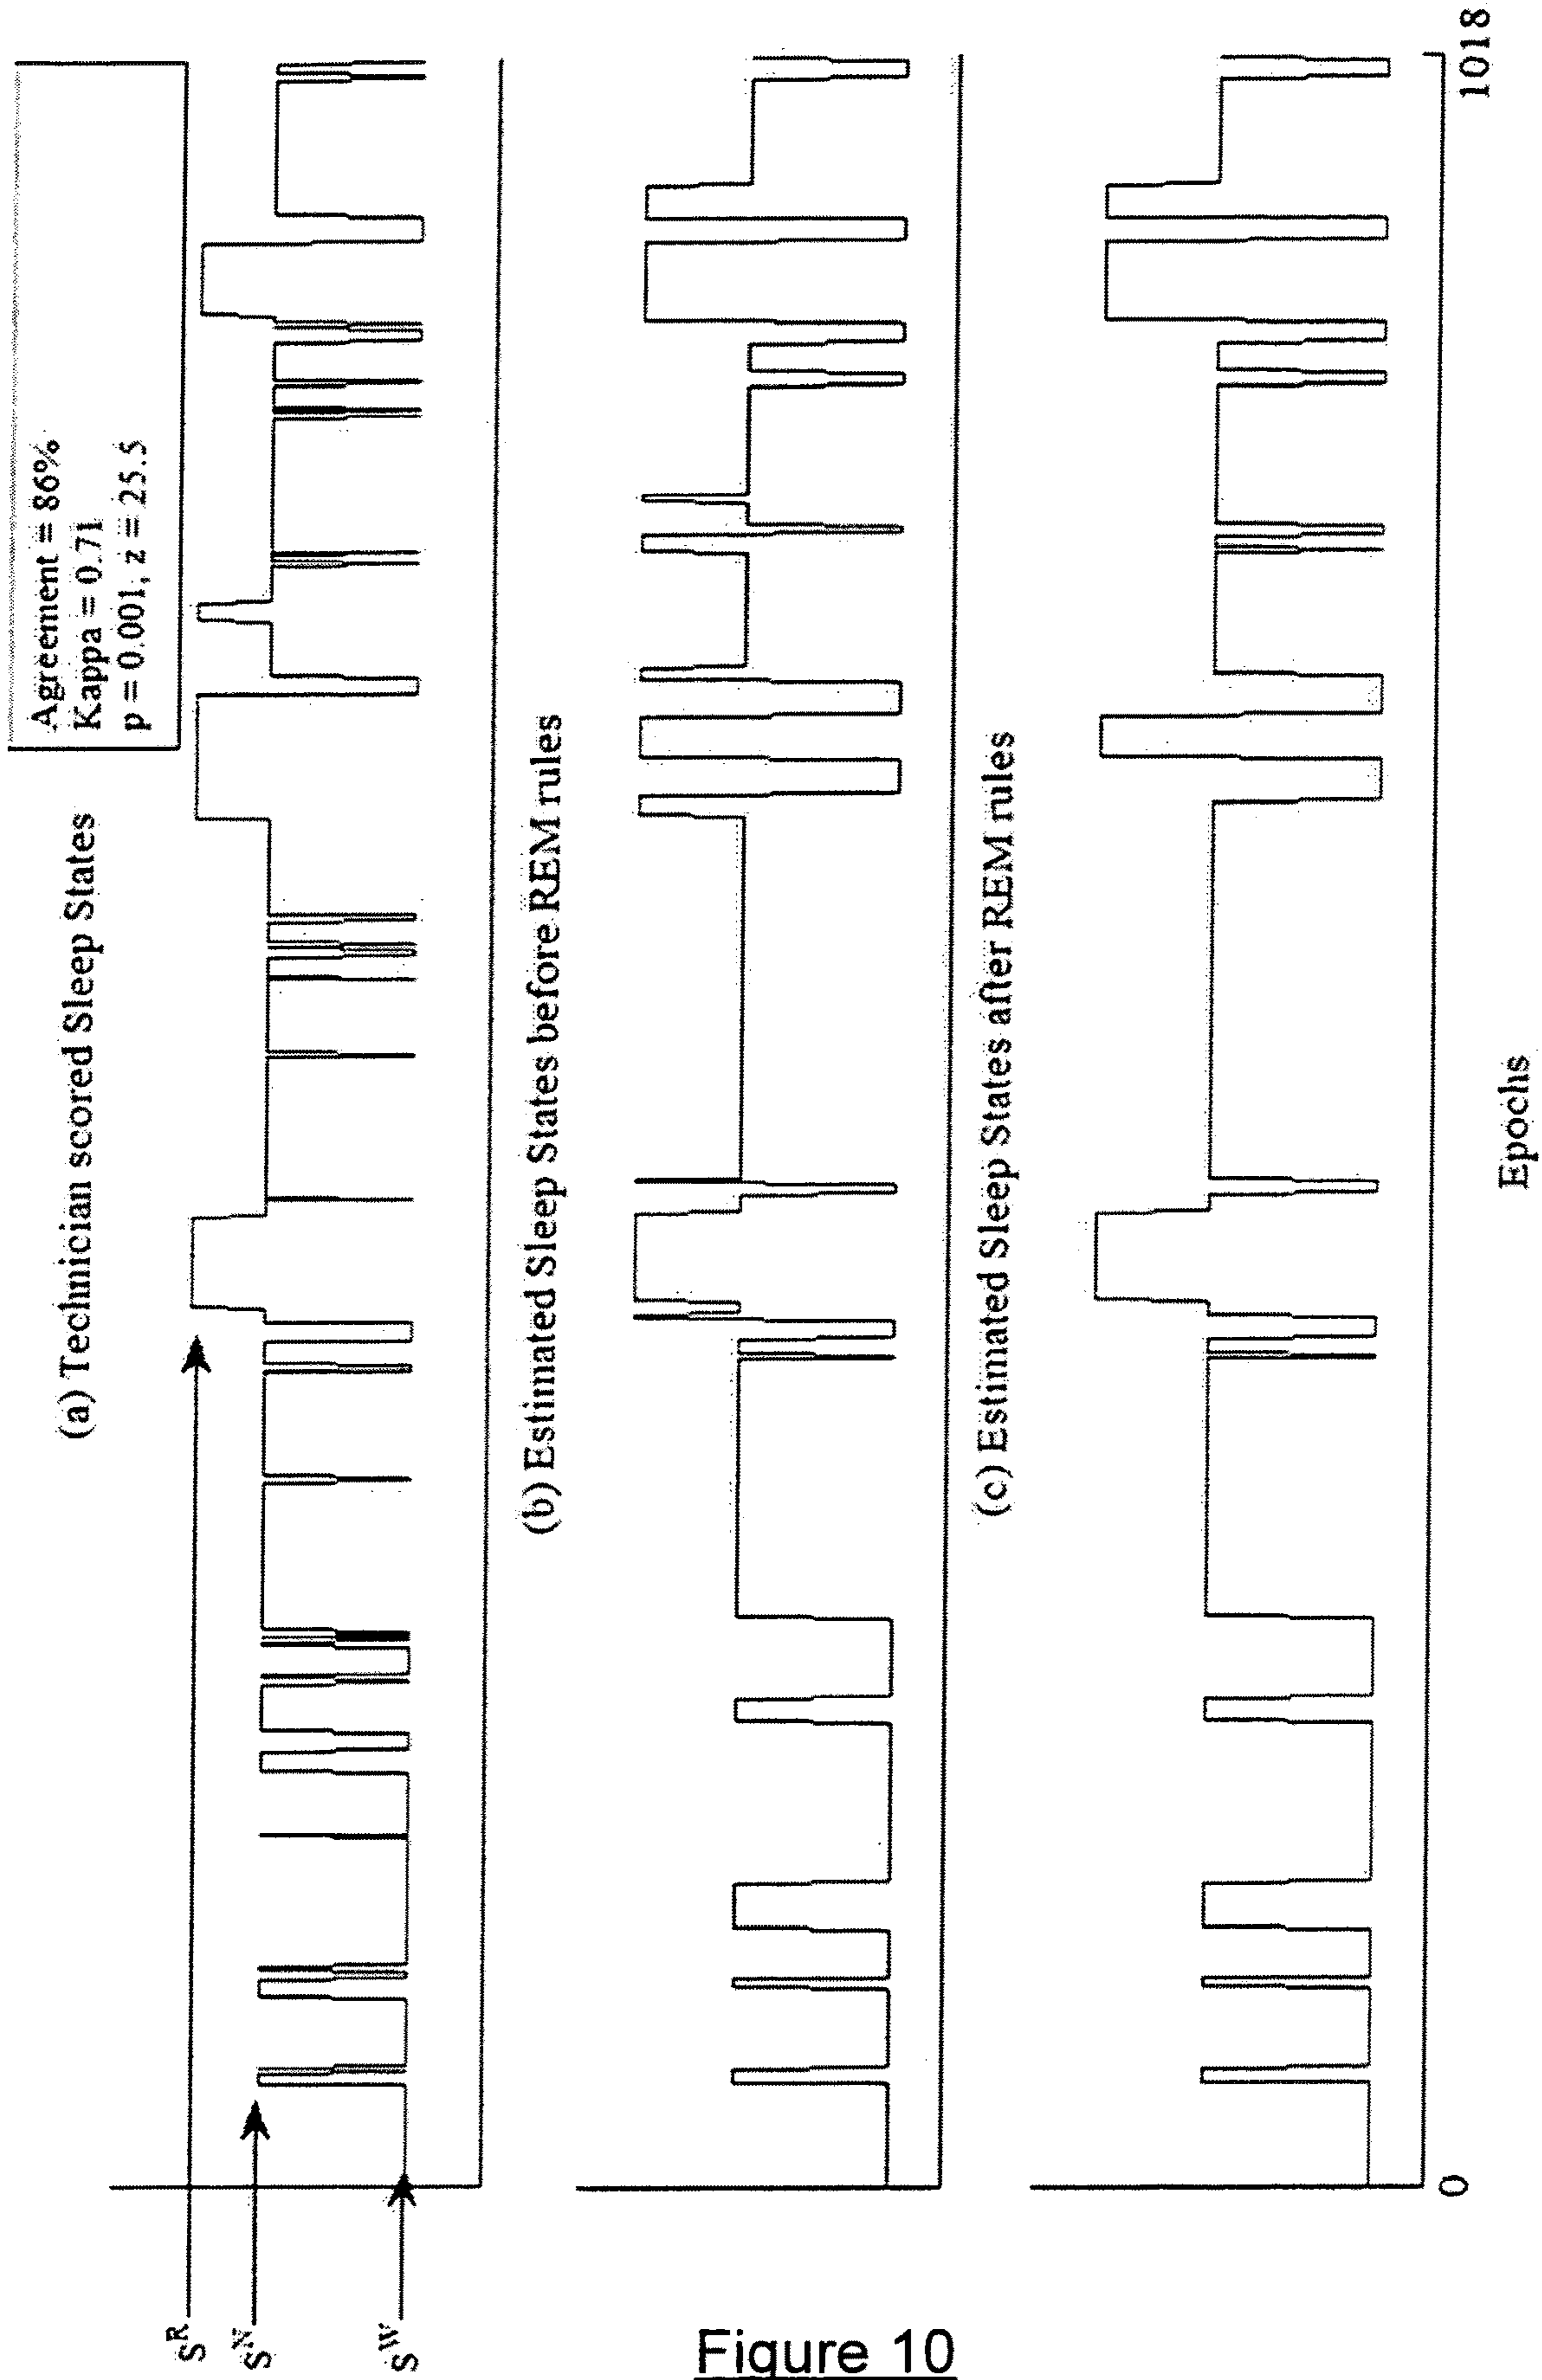 Agreement = 86%
Kappa = 0.71
p = 0.001, z = 25.5
(a) Technician scored Sleep States
S^R
S^N
S^W
(b) Estimated Sleep States before REM rules
(c) Estimated Sleep States after REM rules
0
1018
Epochs
Figure 10